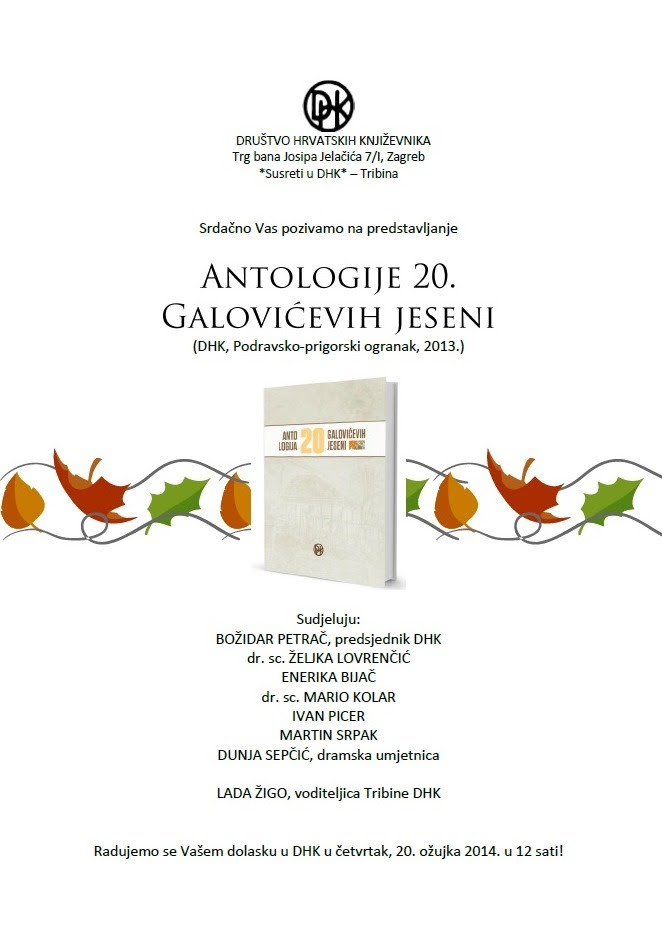 DHK
DRUŠTVO HRVATSKIH KNJIŽEVNIKA
Trg bana Josipa Jelačića 7/I, Zagreb
*Susreti u DHK* – Tribina
Srdačno Vas pozivamo na predstavljanje
ANTOLOGIJE 20.
GALOVIĆEVIH JESENI
(DHK, Podravsko-prigorski ogranak, 2013.)
ANTO
LOGIJA
20
GALOVIĆEVIH
JESENI
DHK
Sudjeluju:
BOŽIDAR PETRAČ, predsjednik DHK
dr. sc. ŽELJKA LOVRENČIĆ
ENERIKA BIJAČ
dr. sc. MARIO KOLAR
IVAN PICER
MARTIN SRPAK
DUNJA SEPČIĆ, dramska umjetnica
LADA ŽIGO, voditeljica Tribine DHK
Radujemo se Vašem dolasku u DHK u četvrtak, 20. ožujka 2014. u 12 sati!